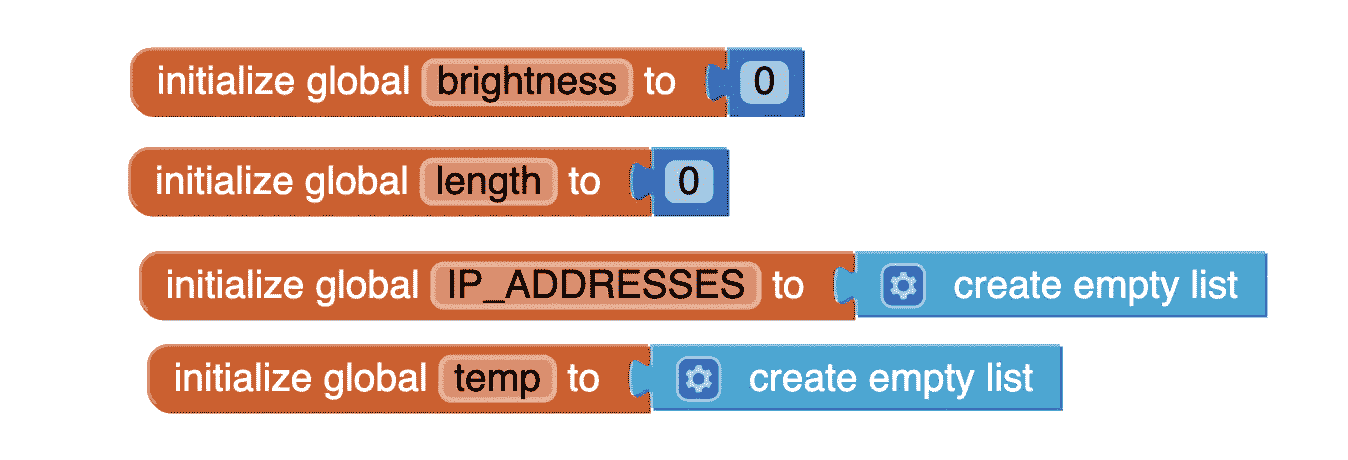 initialize global brightness to 0
initialize global length to 0
initialize global IP_ADDRESSES to create empty list
initialize global temp to create empty list